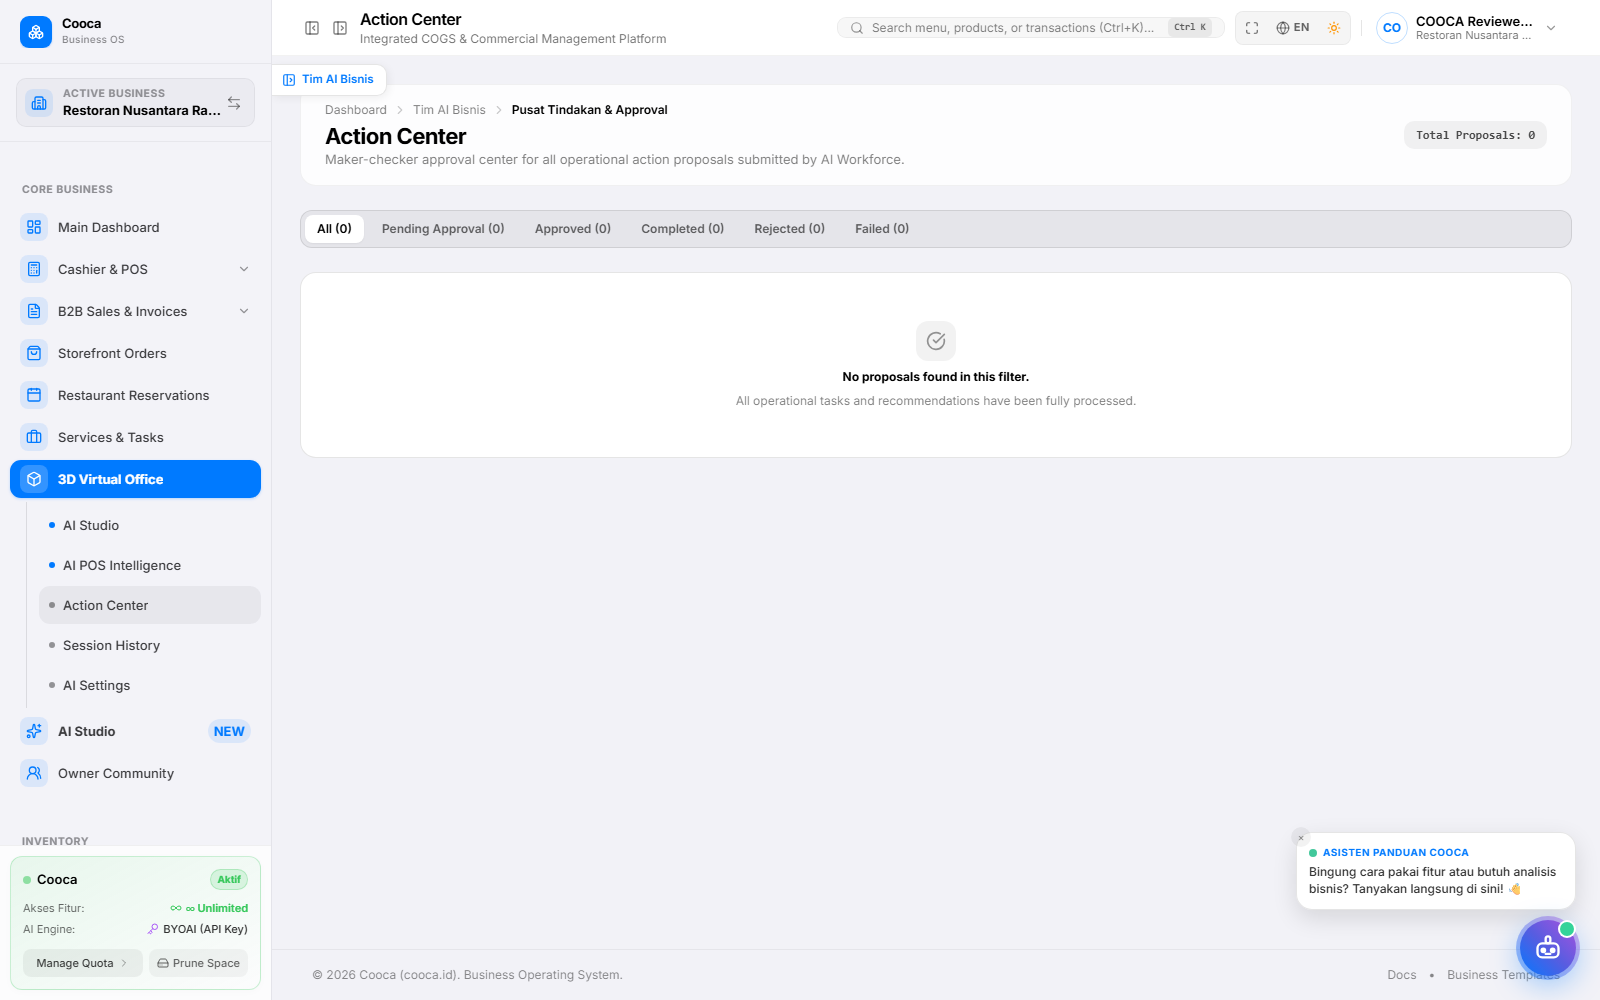 Cooca
Business OS
ACTIVE BUSINESS
Restoran Nusantara Ra...
CORE BUSINESS
Main Dashboard
Cashier & POS
B2B Sales & Invoices
Storefront Orders
Restaurant Reservations
Services & Tasks
3D Virtual Office
AI Studio
AI POS Intelligence
Action Center
Session History
AI Settings
AI Studio
NEW
Owner Community
INVENTORY
Cooca
Aktif
Akses Fitur:
∞ Unlimited
AI Engine:
BYOAI (API Key)
Manage Quota
Prune Space
Action Center
Integrated COGS & Commercial Management Platform
Search menu, products, or transactions (Ctrl+K)...
Ctrl K
EN
CO
COOCA Reviewe...
Restoran Nusantara ...
Tim AI Bisnis
Dashboard > Tim AI Bisnis > Pusat Tindakan & Approval
Action Center
Maker-checker approval center for all operational action proposals submitted by AI Workforce.
Total Proposals: 0
All (0)
Pending Approval (0)
Approved (0)
Completed (0)
Rejected (0)
Failed (0)
No proposals found in this filter.
All operational tasks and recommendations have been fully processed.
×
ASISTEN PANDUAN COOCA
Bingung cara pakai fitur atau butuh analisis
bisnis? Tanyakan langsung di sini! 👋
© 2026 Cooca (cooca.id). Business Operating System.
Docs • Business Templates